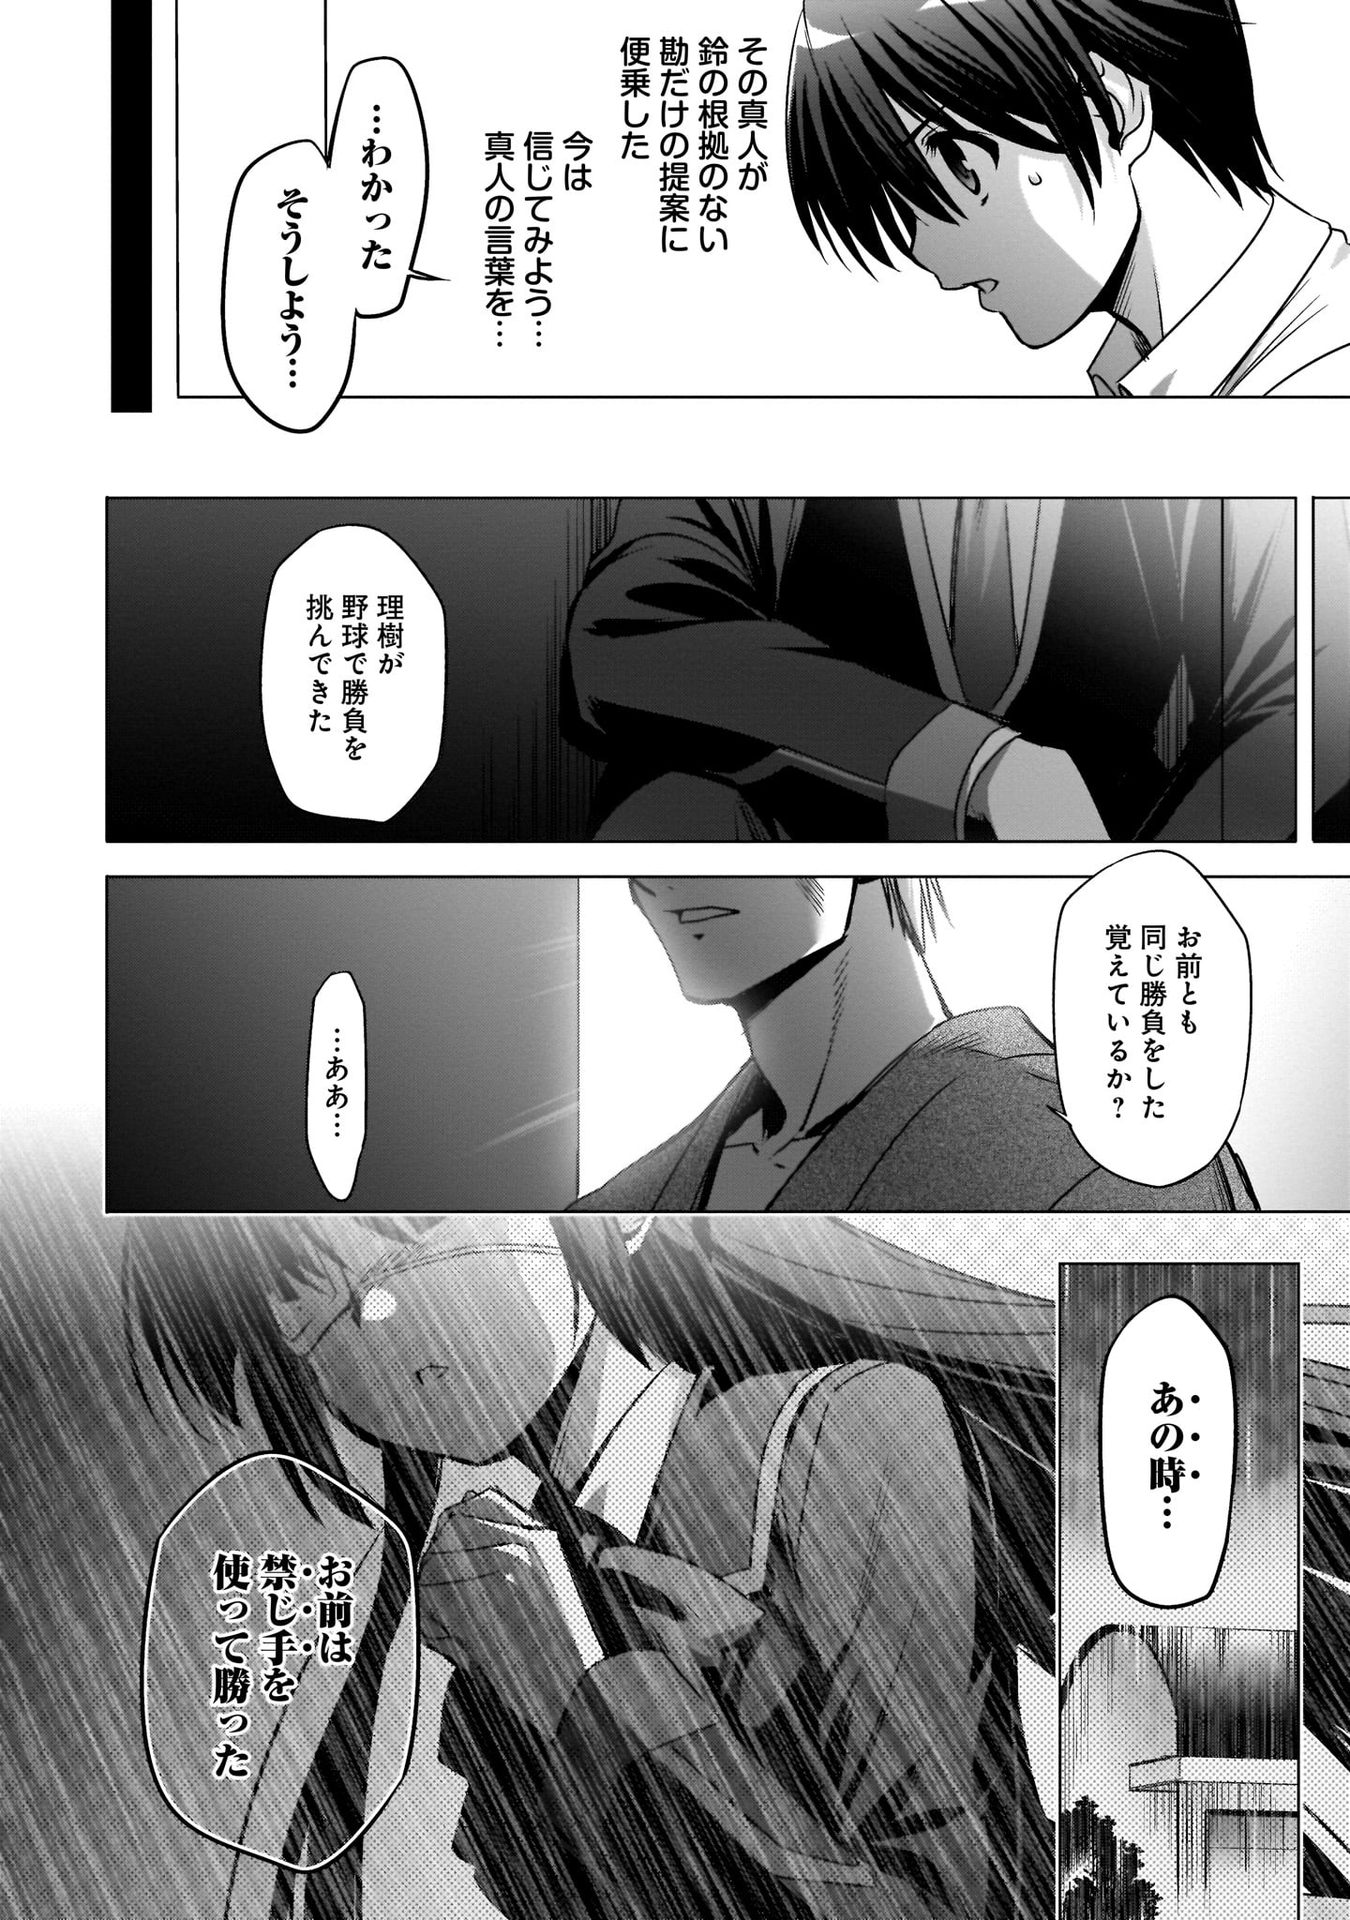 その真人が
鈴の根拠のない
勘だけの提案に
便乗した
今は
信じてみよう…
真人の言葉を…
…わかった
そうしよう…
理樹が
野球で勝負を
挑んできた
お前とも
同じ勝負をした
覚えているか？
…ああ…
あの時…
お前は
禁じ手を
使って勝った